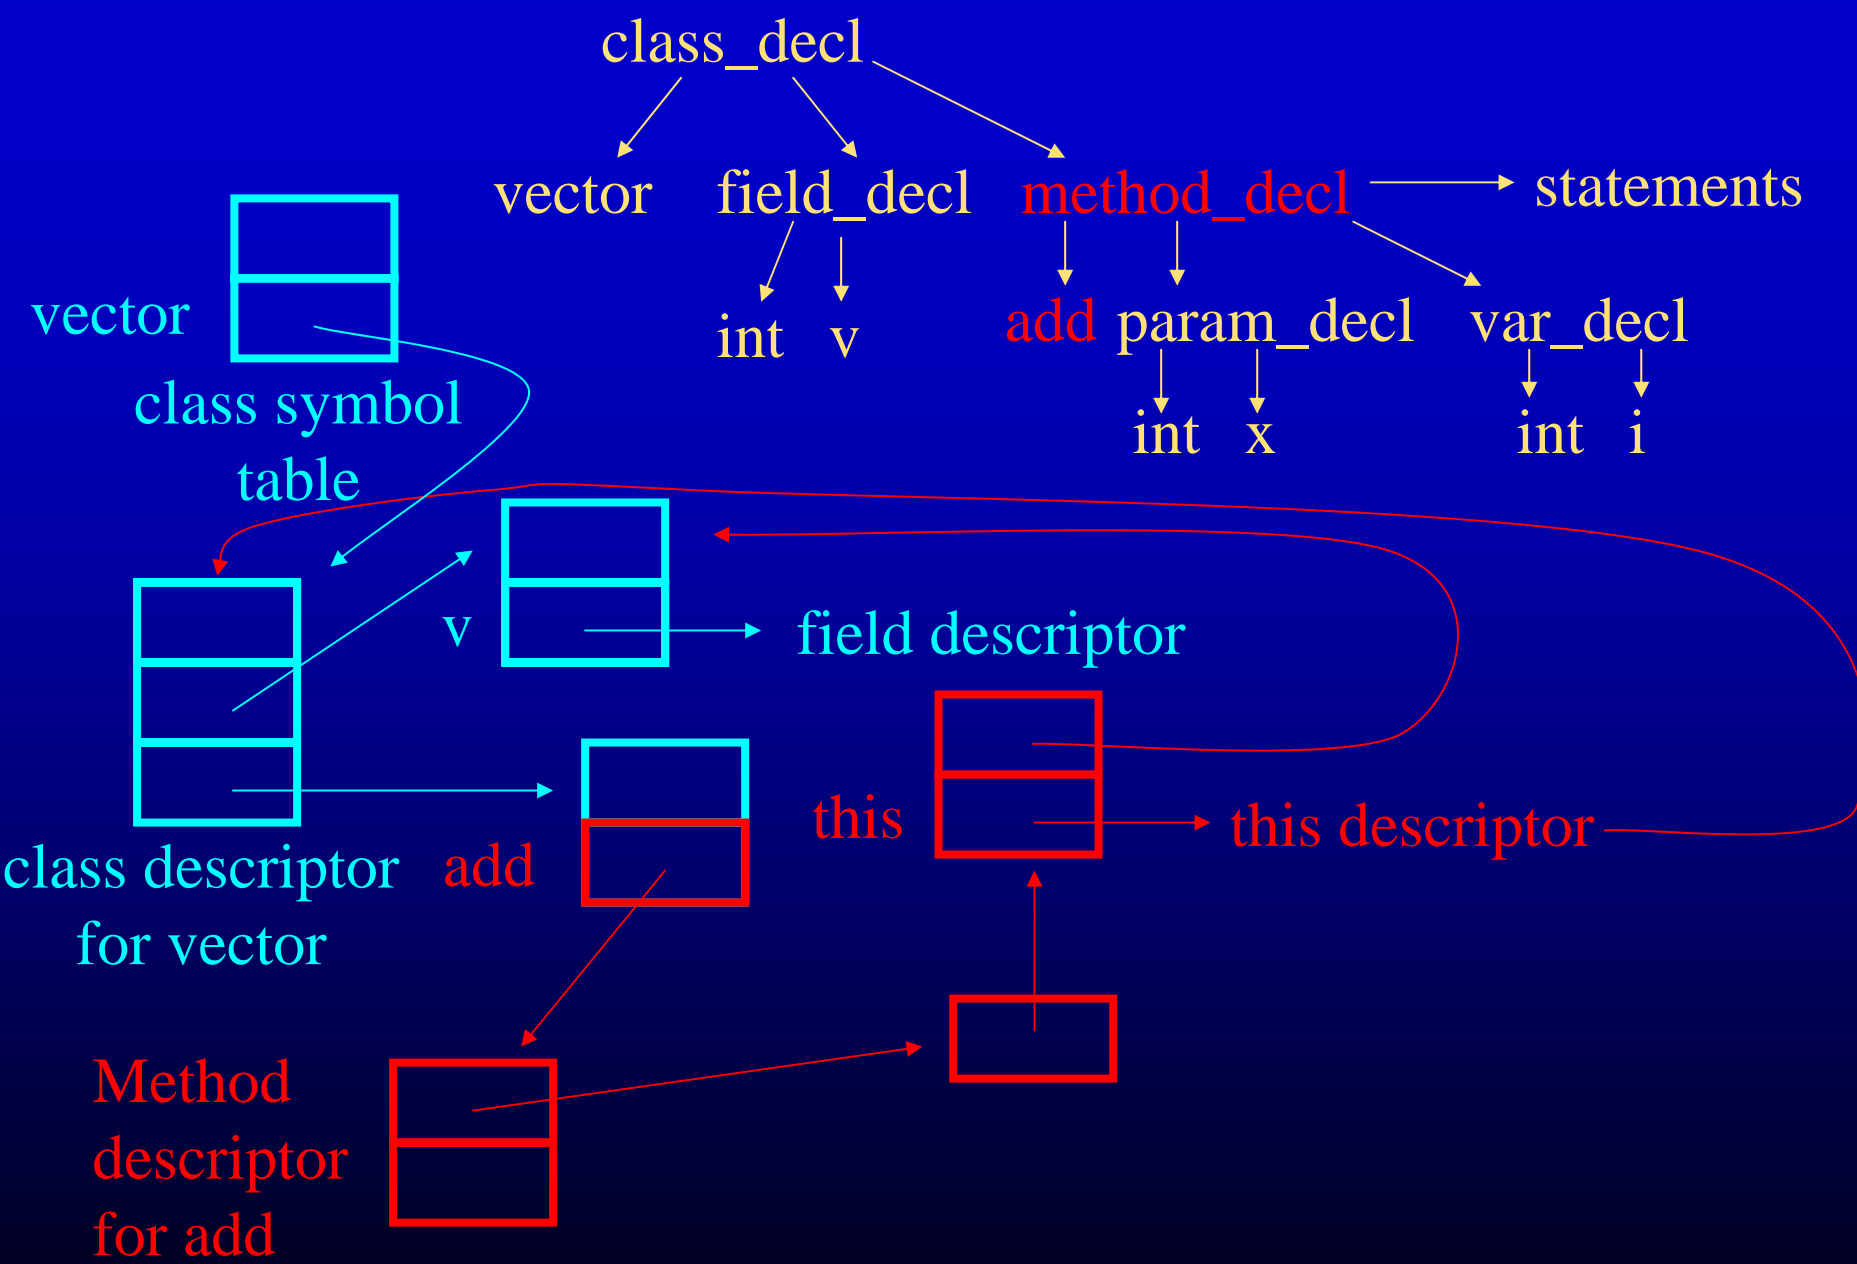 class_decl
vector field_decl method_decl statements
int v add param_decl var_decl
int x int i
vector
class symbol
table
v field descriptor
this this descriptor
class descriptor
for vector
add
Method
descriptor
for add